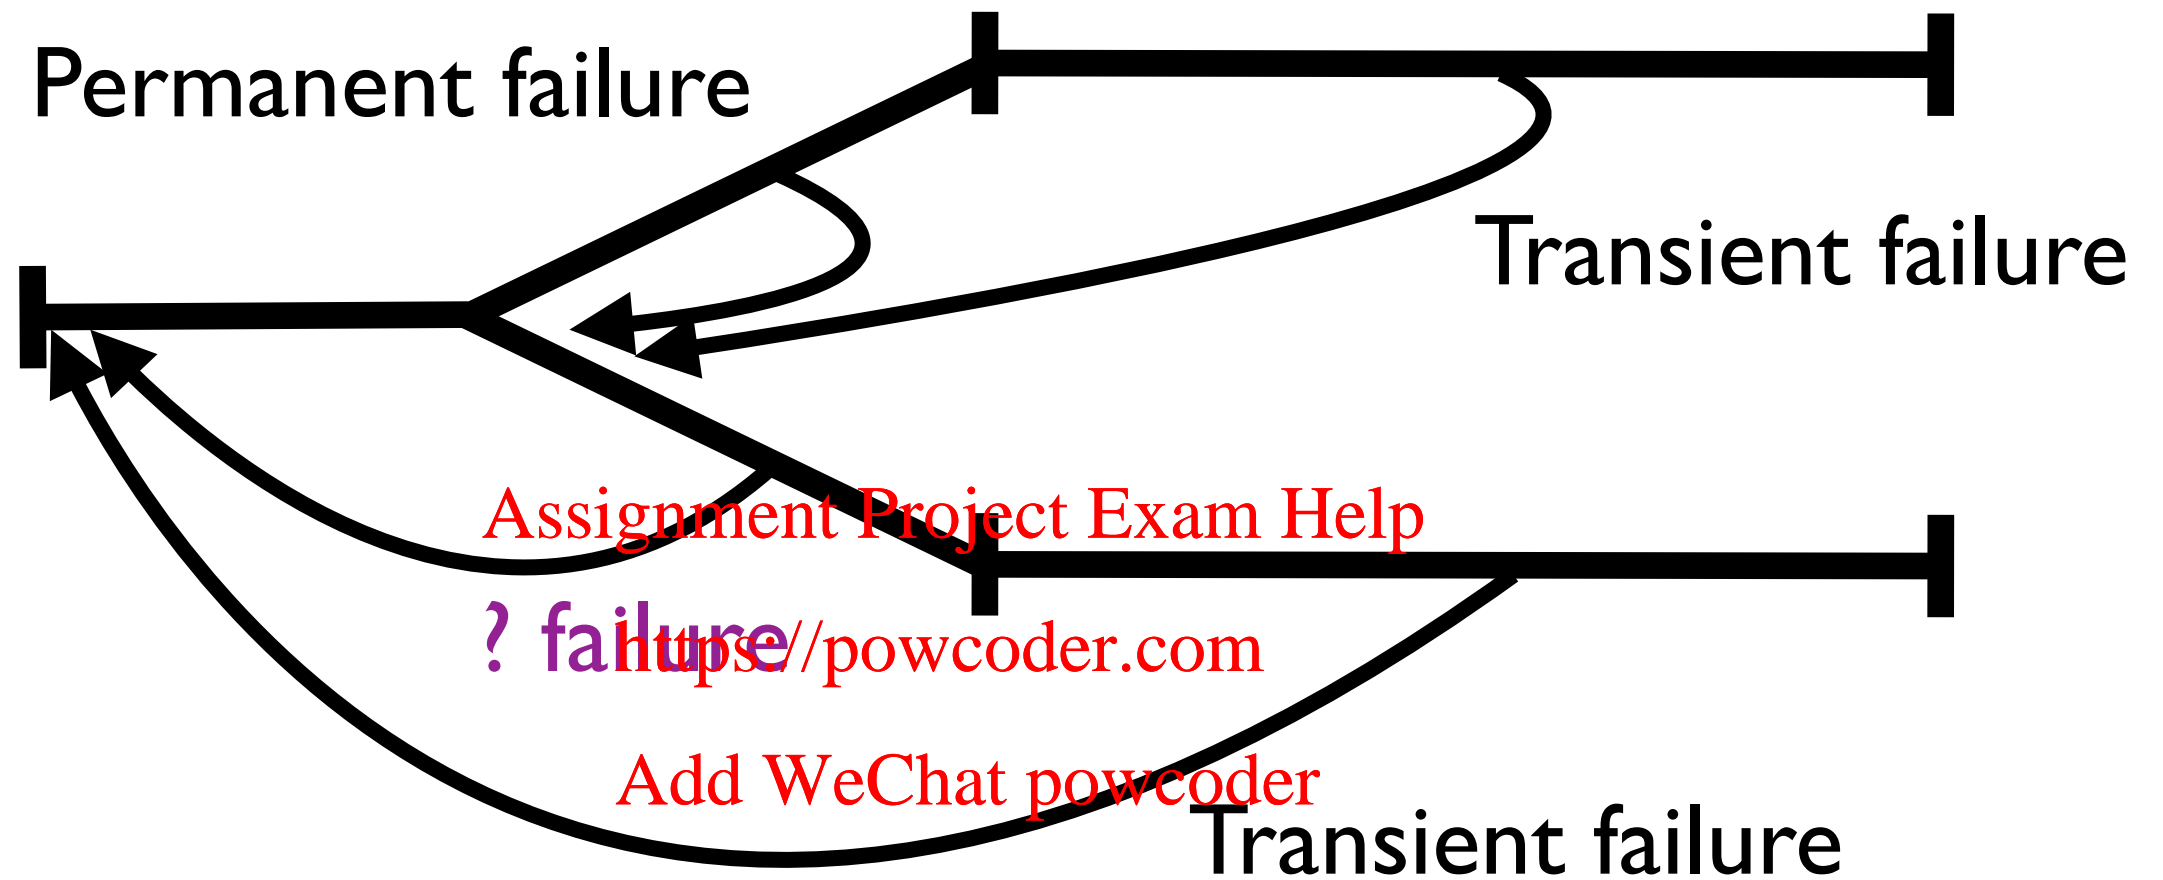 Permanent failure
Transient failure
Assignment Project Exam Help
? failure
https://powcoder.com
Add WeChat powcoder
Transient failure